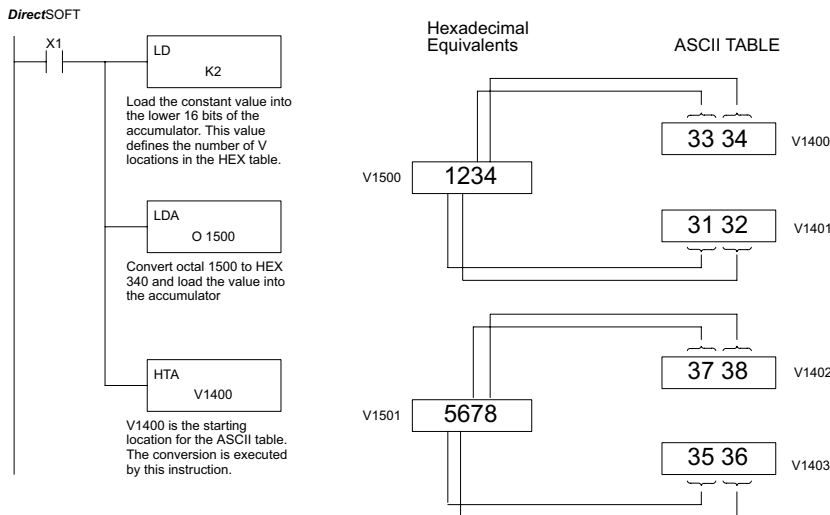 DirectSOFT
X1
LD
K2
Load the constant value into
the lower 16 bits of the
accumulator. This value
defines the number of V
locations in the HEX table.
LDA
O 1500
Convert octal 1500 to HEX
340 and load the value into
the accumulator
HTA
V1400
V1400 is the starting
location for the ASCII table.
The conversion is executed
by this instruction.
Hexadecimal
Equivalents
ASCII TABLE
33 34
V1400
V1500
1234
31 32
V1401
37 38
V1402
V1501
5678
35 36
V1403